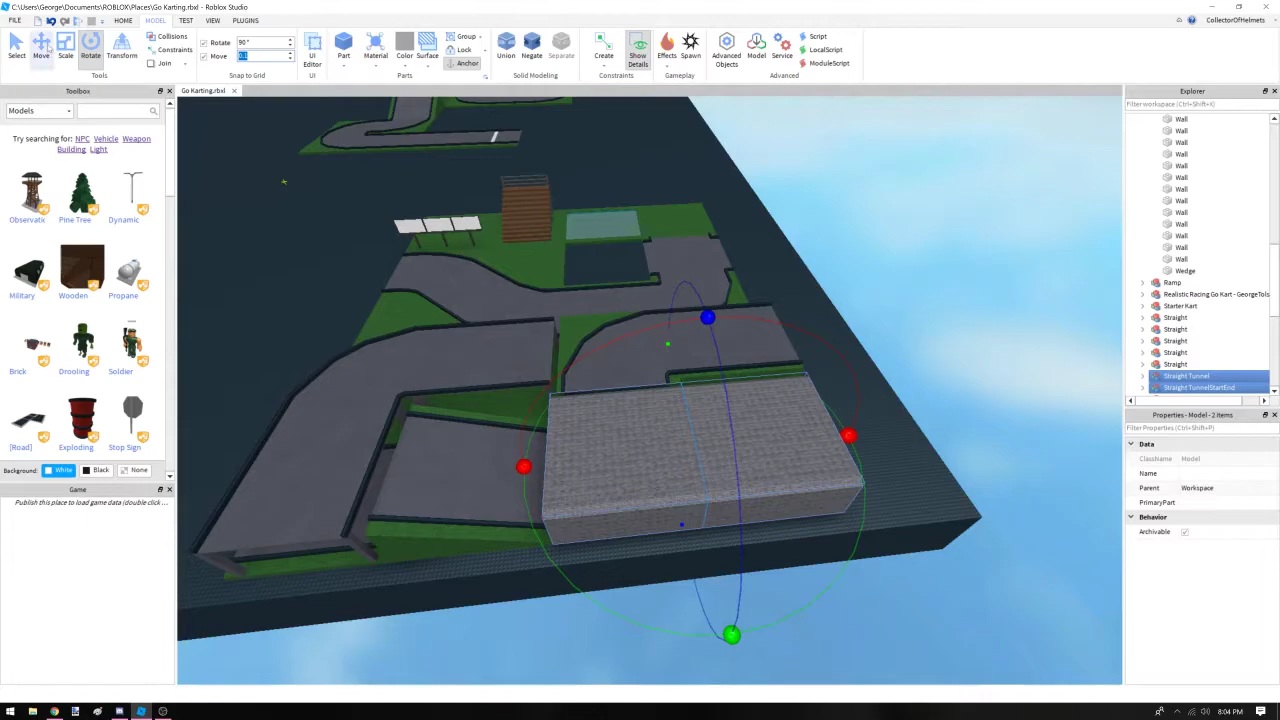 C:\Users\George\Documents\ROBLOX\Places\Go Karting.rbxl - Roblox Studio
FILE HOME MODEL TEST VIEW PLUGINS CollectorOfHelmets
Select Move Scale Rotate Transform
Collisions
Constraints
Join
Tools
Rotate 90°
Move
Snap to Grid
UI
Editor
UI
Part Material Color Surface
Group
Lock
Anchor
Parts
Union Negate Separate
Solid Modeling
Create Show
Details
Constraints
Effects Spawn
Gameplay
Advanced
Objects
Model Service
Script
LocalScript
ModuleScript
Advanced
Toolbox
Models
Try searching for: NPC Vehicle Weapon
Building Light
Observatic Pine Tree Dynamic
Military Wooden Propane
Brick Drooling Soldier
[Road] Exploding Stop Sign
Background: White Black None
Game
Publish this place to load game data (double click ...
Go Karting.rbxl
Explorer
Filter workspace (Ctrl+Shift+X)
Wall
Wall
Wall
Wall
Wall
Wall
Wall
Wall
Wall
Wall
Wall
Wall
Wall
Wedge
Ramp
Realistic Racing Go Kart - GeorgeTols
Starter Kart
Straight
Straight
Straight
Straight
Straight
Straight Tunnel
Straight TunnelStartEnd
Properties - Model - 2 items
Filter Properties (Ctrl+Shift+P)
Data
ClassName Model
Name
Parent Workspace
PrimaryPart
Behavior
Archivable
8:04 PM